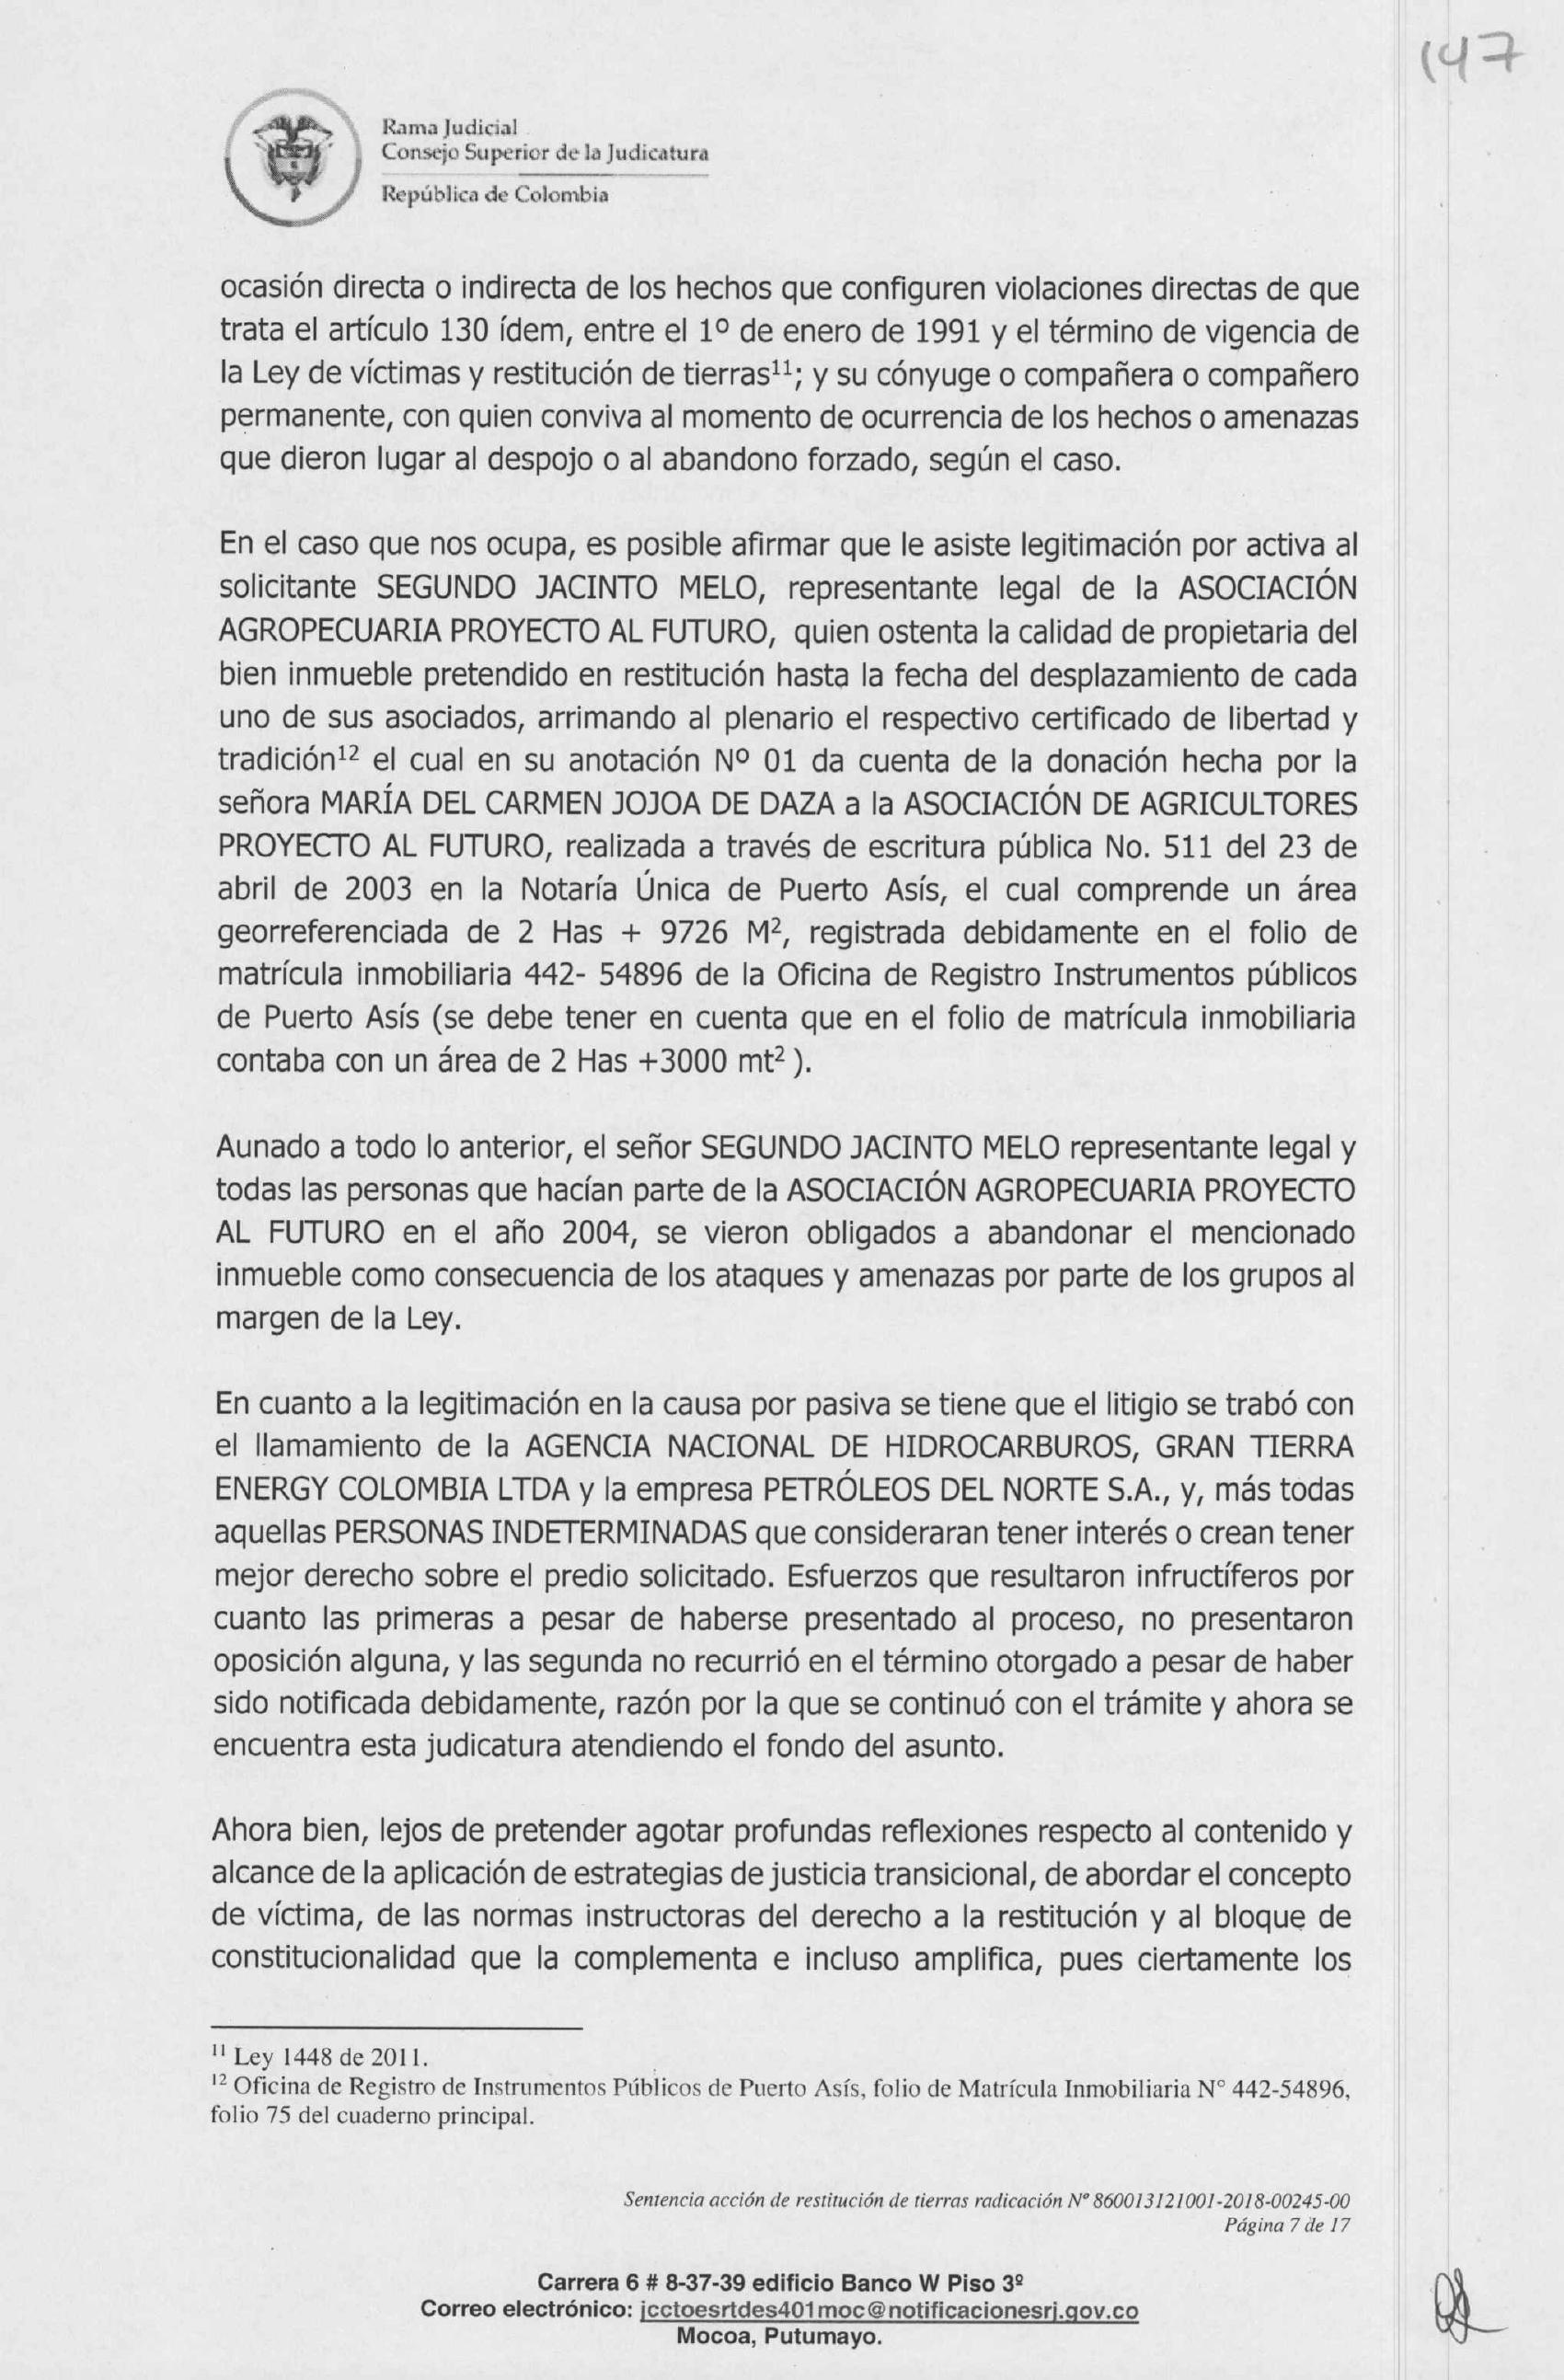 147
Rama Judicial
Consejo Superior de la Judicatura
República de Colombia
ocasión directa o indirecta de los hechos que configuren violaciones directas de que
trata el artículo 130 ídem, entre el 1º de enero de 1991 y el término de vigencia de
la Ley de víctimas y restitución de tierras¹¹; y su cónyuge o compañera o compañero
permanente, con quien conviva al momento de ocurrencia de los hechos o amenazas
que dieron lugar al despojo o al abandono forzado, según el caso.
En el caso que nos ocupa, es posible afirmar que le asiste legitimación por activa al
solicitante SEGUNDO JACINTO MELO, representante legal de la ASOCIACIÓN
AGROPECUARIA PROYECTO AL FUTURO, quien ostenta la calidad de propietaria del
bien inmueble pretendido en restitución hasta la fecha del desplazamiento de cada
uno de sus asociados, arrimando al plenario el respectivo certificado de libertad y
tradición¹² el cual en su anotación Nº 01 da cuenta de la donación hecha por la
señora MARÍA DEL CARMEN JOJOA DE DAZA a la ASOCIACIÓN DE AGRICULTORES
PROYECTO AL FUTURO, realizada a través de escritura pública No. 511 del 23 de
abril de 2003 en la Notaría Única de Puerto Asís, el cual comprende un área
georreferenciada de 2 Has + 9726 M², registrada debidamente en el folio de
matrícula inmobiliaria 442- 54896 de la Oficina de Registro Instrumentos públicos
de Puerto Asís (se debe tener en cuenta que en el folio de matrícula inmobiliaria
contaba con un área de 2 Has +3000 mt² ).
Aunado a todo lo anterior, el señor SEGUNDO JACINTO MELO representante legal y
todas las personas que hacían parte de la ASOCIACIÓN AGROPECUARIA PROYECTO
AL FUTURO en el año 2004, se vieron obligados a abandonar el mencionado
inmueble como consecuencia de los ataques y amenazas por parte de los grupos al
margen de la Ley.
En cuanto a la legitimación en la causa por pasiva se tiene que el litigio se trabó con
el llamamiento de la AGENCIA NACIONAL DE HIDROCARBUROS, GRAN TIERRA
ENERGY COLOMBIA LTDA y la empresa PETRÓLEOS DEL NORTE S.A., y, más todas
aquellas PERSONAS INDETERMINADAS que consideraran tener interés o crean tener
mejor derecho sobre el predio solicitado. Esfuerzos que resultaron infructíferos por
cuanto las primeras a pesar de haberse presentado al proceso, no presentaron
oposición alguna, y las segunda no recurrió en el término otorgado a pesar de haber
sido notificada debidamente, razón por la que se continuó con el trámite y ahora se
encuentra esta judicatura atendiendo el fondo del asunto.
Ahora bien, lejos de pretender agotar profundas reflexiones respecto al contenido y
alcance de la aplicación de estrategias de justicia transicional, de abordar el concepto
de víctima, de las normas instructoras del derecho a la restitución y al bloque de
constitucionalidad que la complementa e incluso amplifica, pues ciertamente los
¹¹ Ley 1448 de 2011.
¹² Oficina de Registro de Instrumentos Públicos de Puerto Asís, folio de Matrícula Inmobiliaria N° 442-54896,
folio 75 del cuaderno principal.
Sentencia acción de restitución de tierras radicación Nº 860013121001-2018-00245-00
Página 7 de 17
Carrera 6 # 8-37-39 edificio Banco W Piso 3º
Correo electrónico: jcctoesrtdes401moc@notificacionesrj.gov.co
Mocoa, Putumayo.